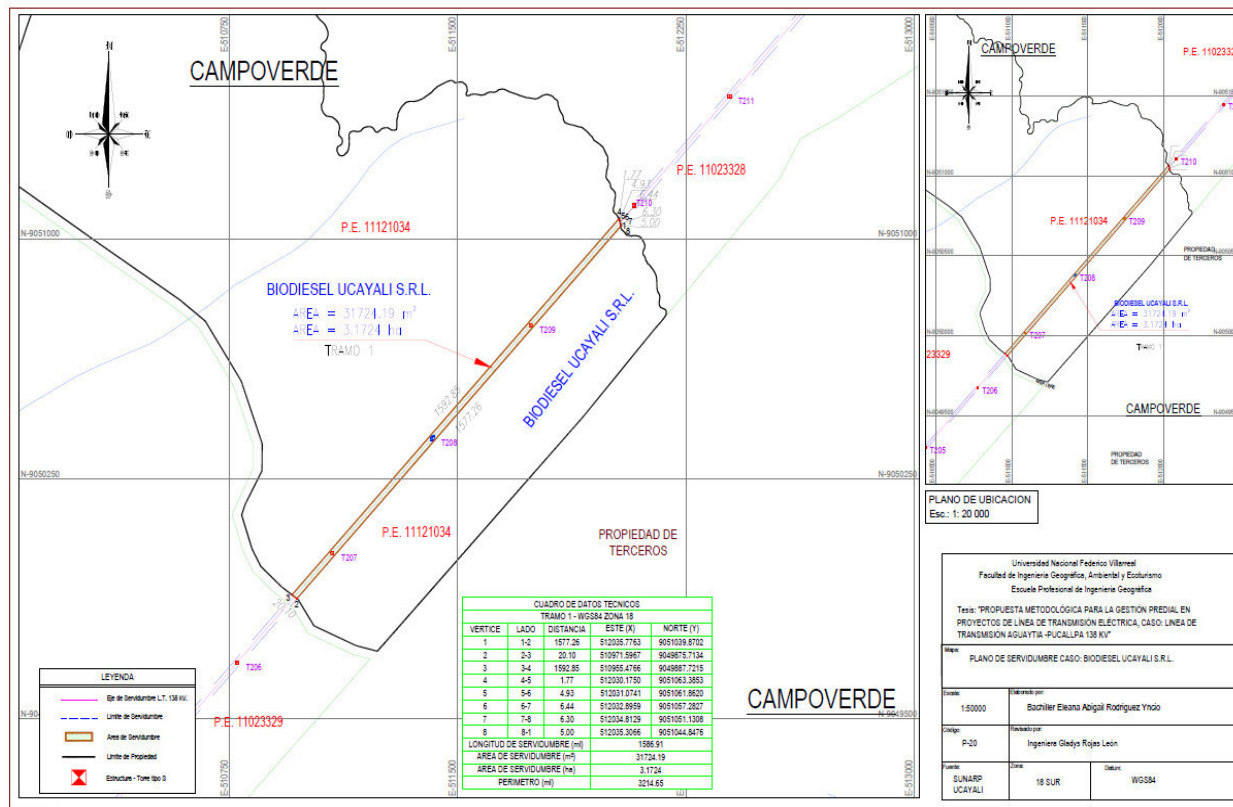 E-510750
E-511500
E-512250
E-513000
CAMPOVERDE
T211
P.E. 11023328
T210
P.E. 11121034
N-9051000
N-9051000
BIODIESEL UCAYALI S.R.L.
AREA = 31724.19 m²
AREA = 3.1724 ha
TRAMO 1
T209
BIODIESEL UCAYALI S.R.L.
1592.85
1577.26
T208
N-9050250
N-9050250
P.E. 11121034
PROPIEDAD DE
TERCEROS
T207
3
2
20.10
T206
P.E. 11023329
CAMPOVERDE
N-9049500
E-510750
E-511500
E-513000
LEYENDA
Eje de Servidumbre L.T. 138 kV.
Limite de Servidumbre
Area de Servidumbre
Limite de Propiedad
Estructura - Torre tipo S
CUADRO DE DATOS TECNICOS
TRAMO 1 - WGS84 ZONA 18
VERTICE LADO DISTANCIA ESTE (X) NORTE (Y)
1 1-2 1577.26 512035.7763 9051039.8702
2 2-3 20.10 510971.5967 9049875.7134
3 3-4 1592.85 510955.4766 9049887.7215
4 4-5 1.77 512030.1750 9051063.3853
5 5-6 4.93 512031.0741 9051061.8620
6 6-7 6.44 512032.8959 9051057.2827
7 7-8 6.30 512034.8129 9051051.1308
8 8-1 5.00 512035.3066 9051044.8476
LONGITUD DE SERVIDUMBRE (ml) 1586.91
AREA DE SERVIDUMBRE (m²) 31724.19
AREA DE SERVIDUMBRE (ha) 3.1724
PERIMETRO (ml) 3214.65
CAMPOVERDE
P.E. 1102332
T210
P.E. 11121034
T209
PROPIEDAD
DE TERCEROS
T208
BIODIESEL UCAYALI S.R.L.
AREA = 31724.19 m²
AREA = 3.1724 ha
TRAMO 1
T207
23329
T206
CAMPOVERDE
T205
PROPIEDAD
DE TERCEROS
PLANO DE UBICACION
Esc.: 1: 20 000
Universidad Nacional Federico Villarreal
Facultad de Ingenieria Geográfica, Ambiental y Ecoturismo
Escuela Profesional de Ingenieria Geográfica
Tesis: "PROPUESTA METODOLÓGICA PARA LA GESTIÓN PREDIAL EN
PROYECTOS DE LÍNEA DE TRANSMISIÓN ELÉCTRICA, CASO: LINEA DE
TRANSMISIÓN AGUAYTIA -PUCALLPA 138 KV"
Mapa:
PLANO DE SERVIDUMBRE CASO: BIODIESEL UCAYALI S.R.L.
Escala:
1:50000
Elaborado por:
Bachiller Eleana Abigail Rodriguez Yncio
Código:
P-20
Revisado por:
Ingeniera Gladys Rojas León
Fuente:
SUNARP
UCAYALI
Zona:
18 SUR
Datum:
WGS84